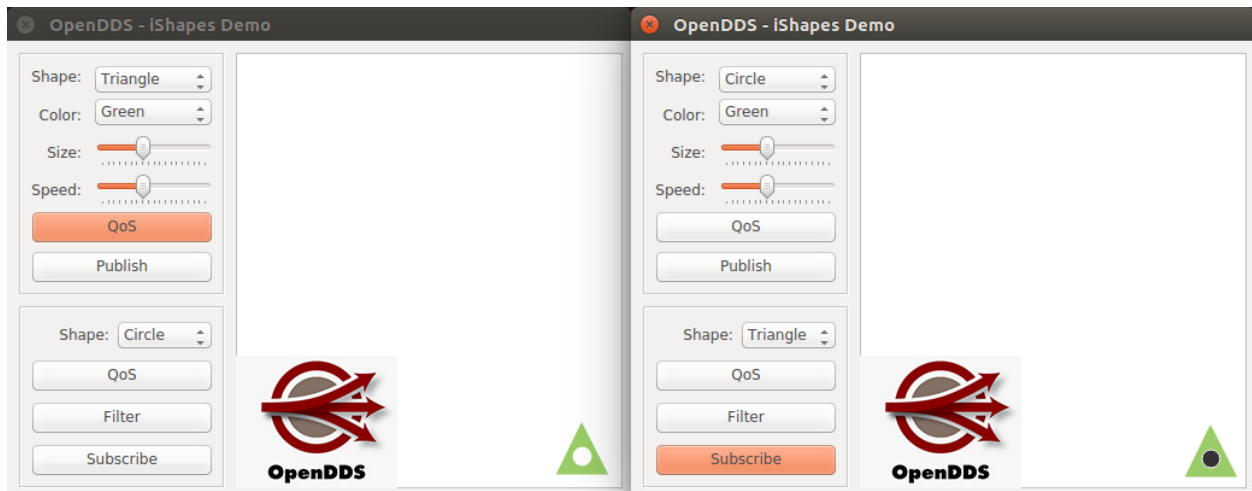 OpenDDS - iShapes Demo
Shape: Triangle
Color: Green
Size:
Speed:
QoS
Publish
Shape: Circle
QoS
Filter
Subscribe
OpenDDS
OpenDDS - iShapes Demo
Shape: Circle
Color: Green
Size:
Speed:
QoS
Publish
Shape: Triangle
QoS
Filter
Subscribe
OpenDDS